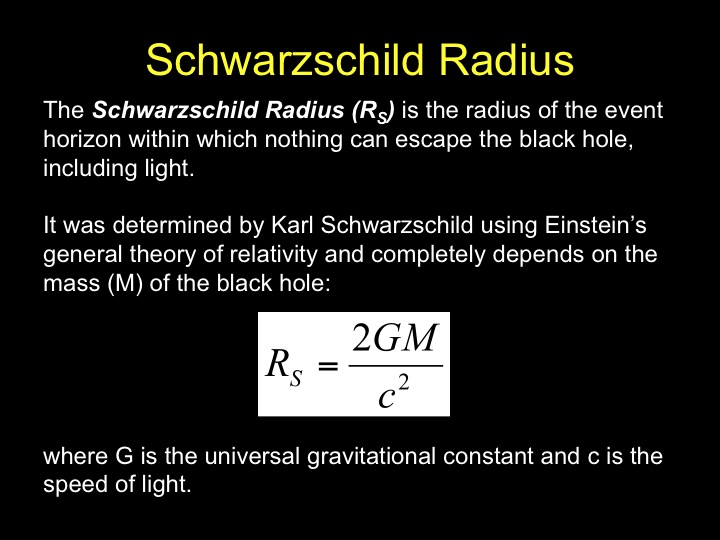 Schwarzschild Radius
The Schwarzschild Radius (RS) is the radius of the event
horizon within which nothing can escape the black hole,
including light.
It was determined by Karl Schwarzschild using Einstein’s
general theory of relativity and completely depends on the
mass (M) of the black hole:
R_S = 2GM / c^2
where G is the universal gravitational constant and c is the
speed of light.